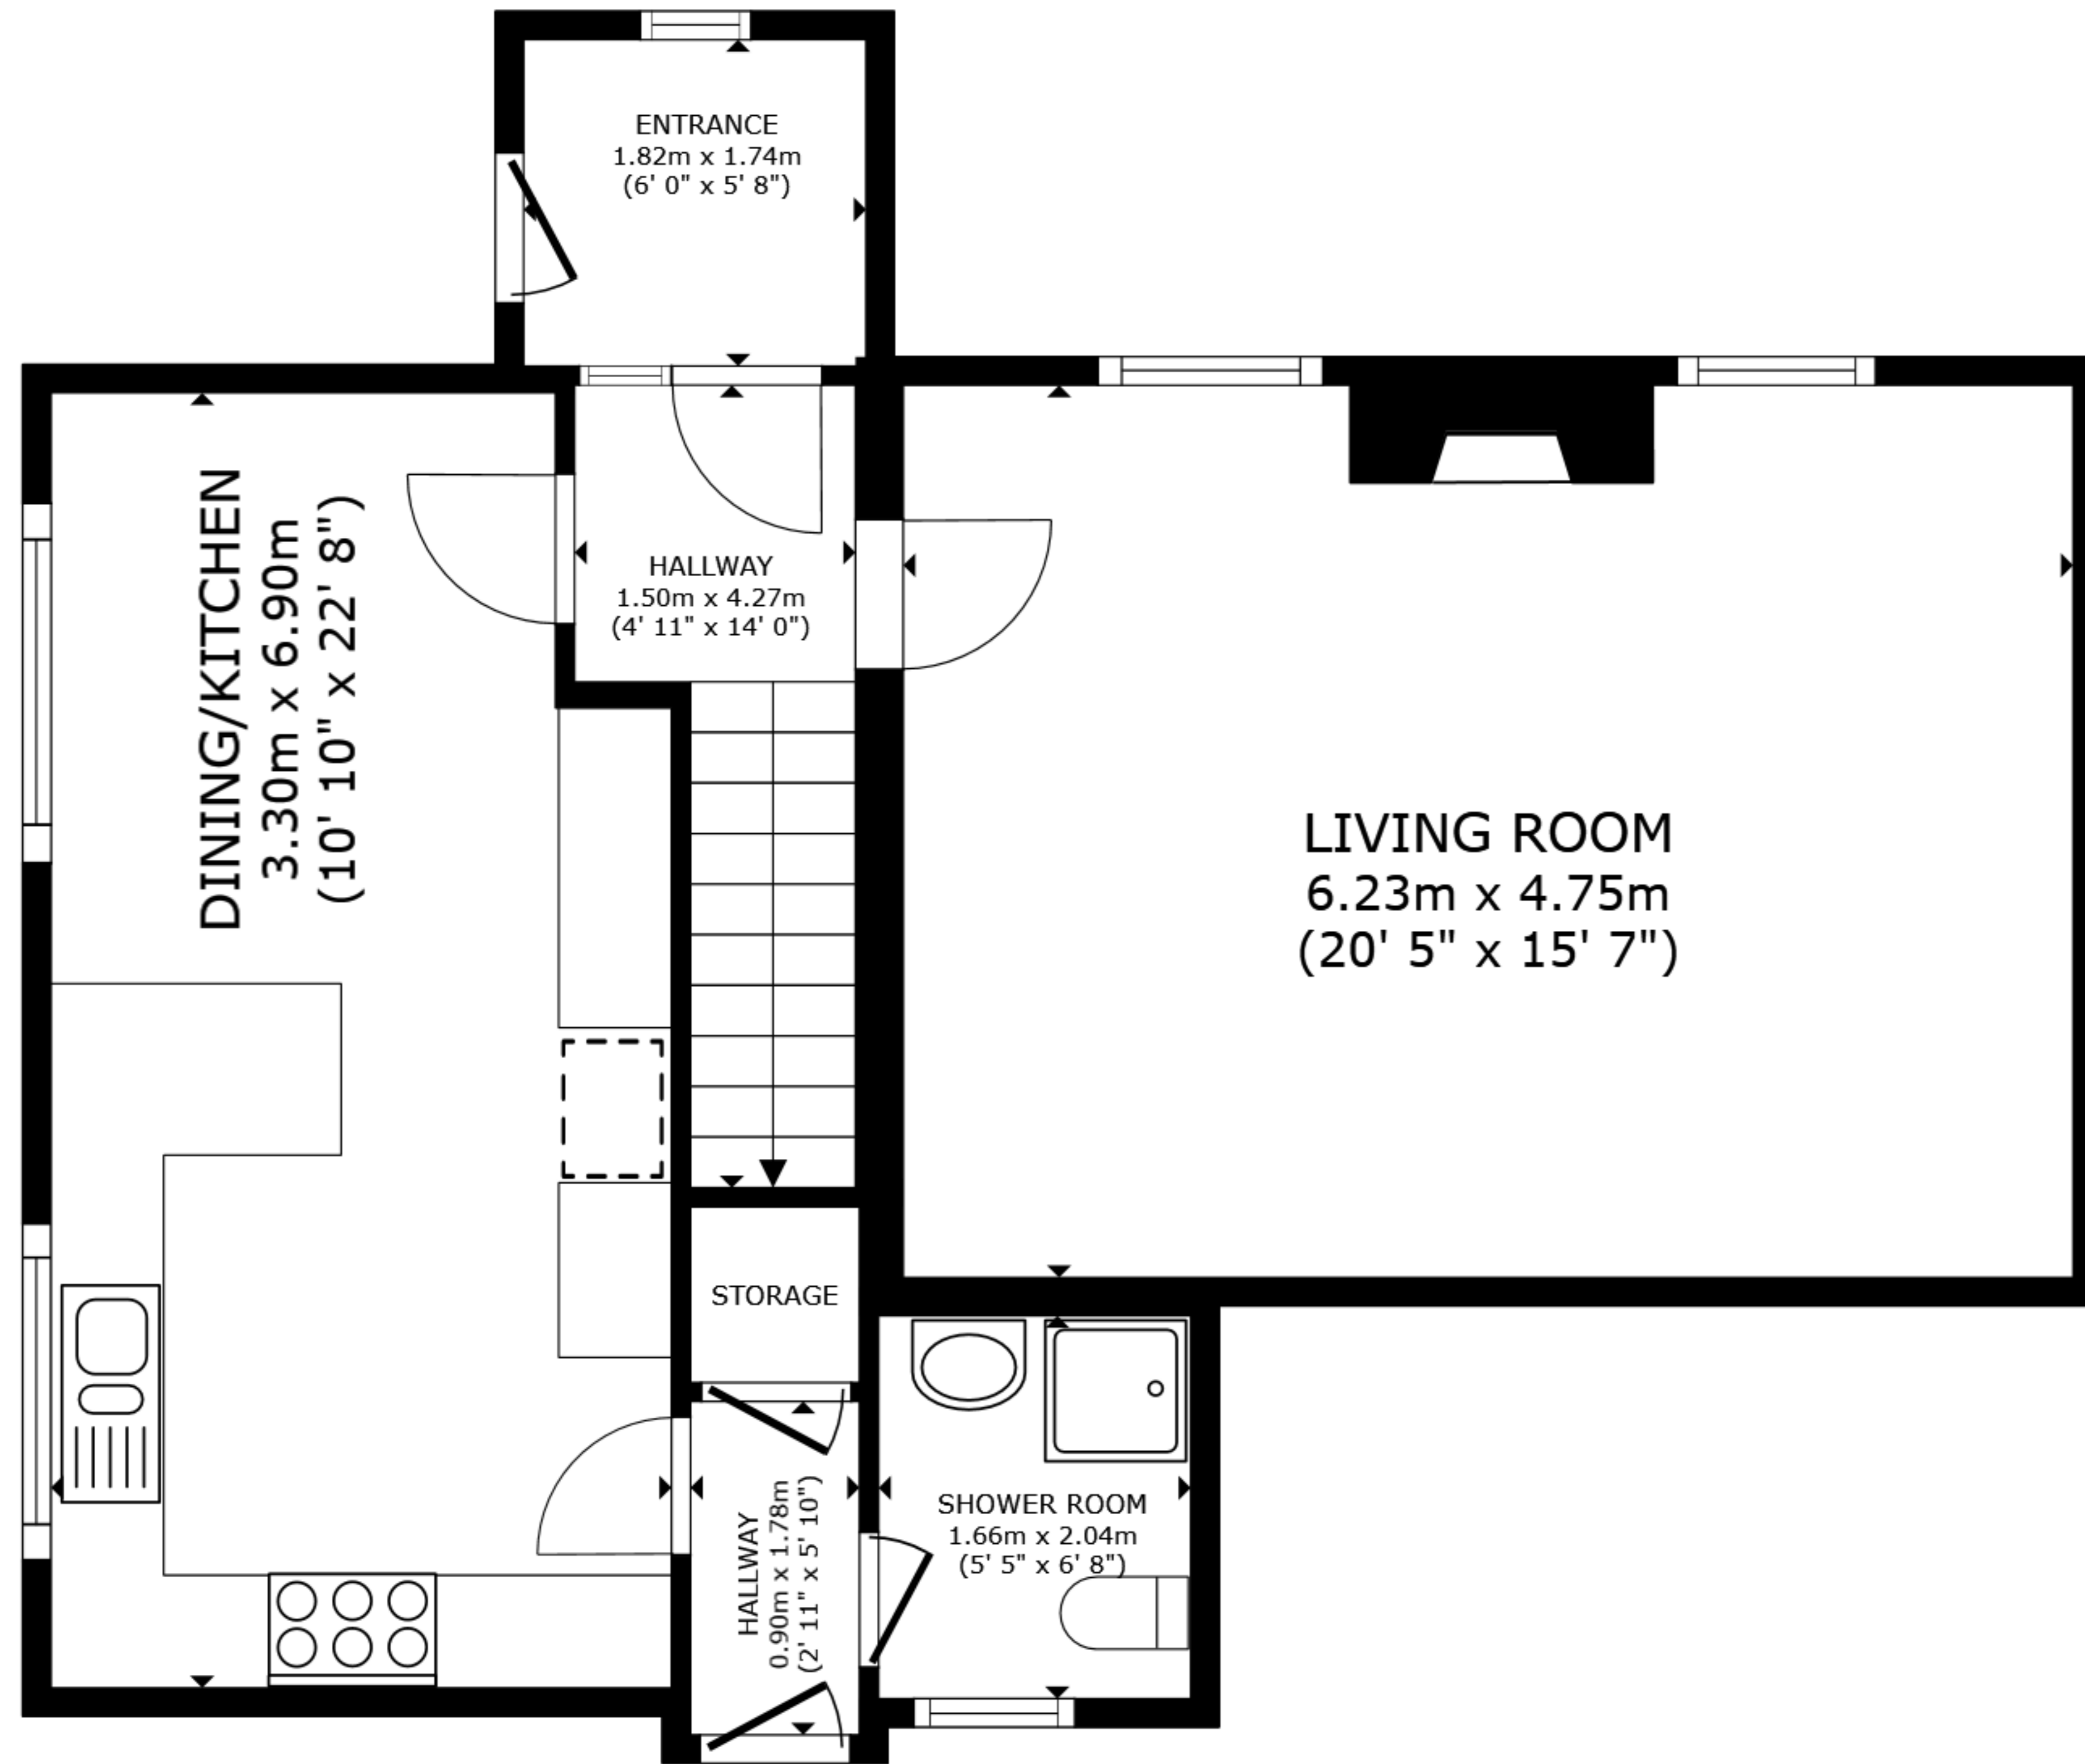 ENTRANCE
1.82m x 1.74m
(6' 0" x 5' 8")
DINING/KITCHEN
3.30m x 6.90m
(10' 10" x 22' 8")
HALLWAY
1.50m x 4.27m
(4' 11" x 14' 0")
LIVING ROOM
6.23m x 4.75m
(20' 5" x 15' 7")
STORAGE
HALLWAY
0.90m x 1.78m
(2' 11" x 5' 10")
SHOWER ROOM
1.66m x 2.04m
(5' 5" x 6' 8")